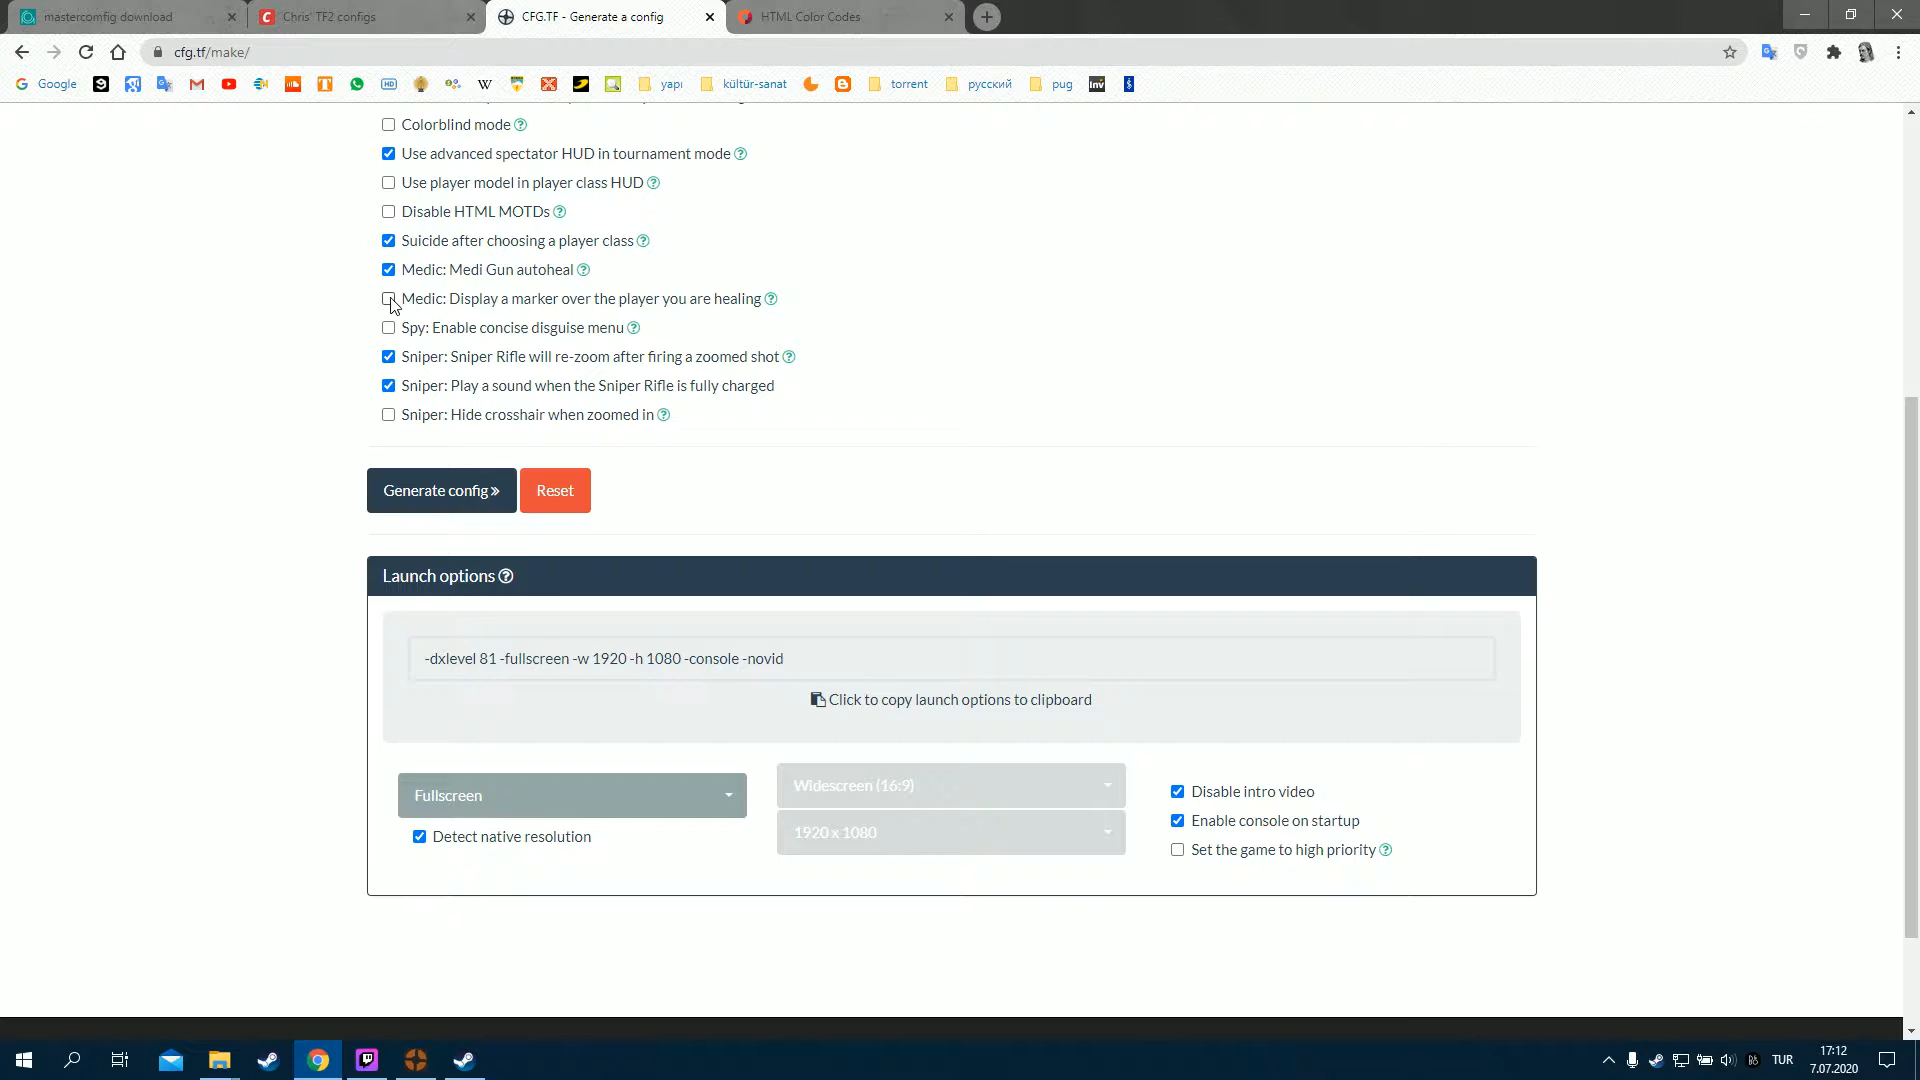 mastercomfig download
Chris' TF2 configs
CFG.TF - Generate a config
HTML Color Codes
cfg.tf/make/
Google
yapı
kültür-sanat
torrent
русский
pug
inv
Colorblind mode
Use advanced spectator HUD in tournament mode
Use player model in player class HUD
Disable HTML MOTDs
Suicide after choosing a player class
Medic: Medi Gun autoheal
Medic: Display a marker over the player you are healing
Spy: Enable concise disguise menu
Sniper: Sniper Rifle will re-zoom after firing a zoomed shot
Sniper: Play a sound when the Sniper Rifle is fully charged
Sniper: Hide crosshair when zoomed in
Generate config »
Reset
Launch options
-dxlevel 81 -fullscreen -w 1920 -h 1080 -console -novid
Click to copy launch options to clipboard
Fullscreen
Detect native resolution
Widescreen (16:9)
1920 x 1080
Disable intro video
Enable console on startup
Set the game to high priority
TUR
17:12
7.07.2020